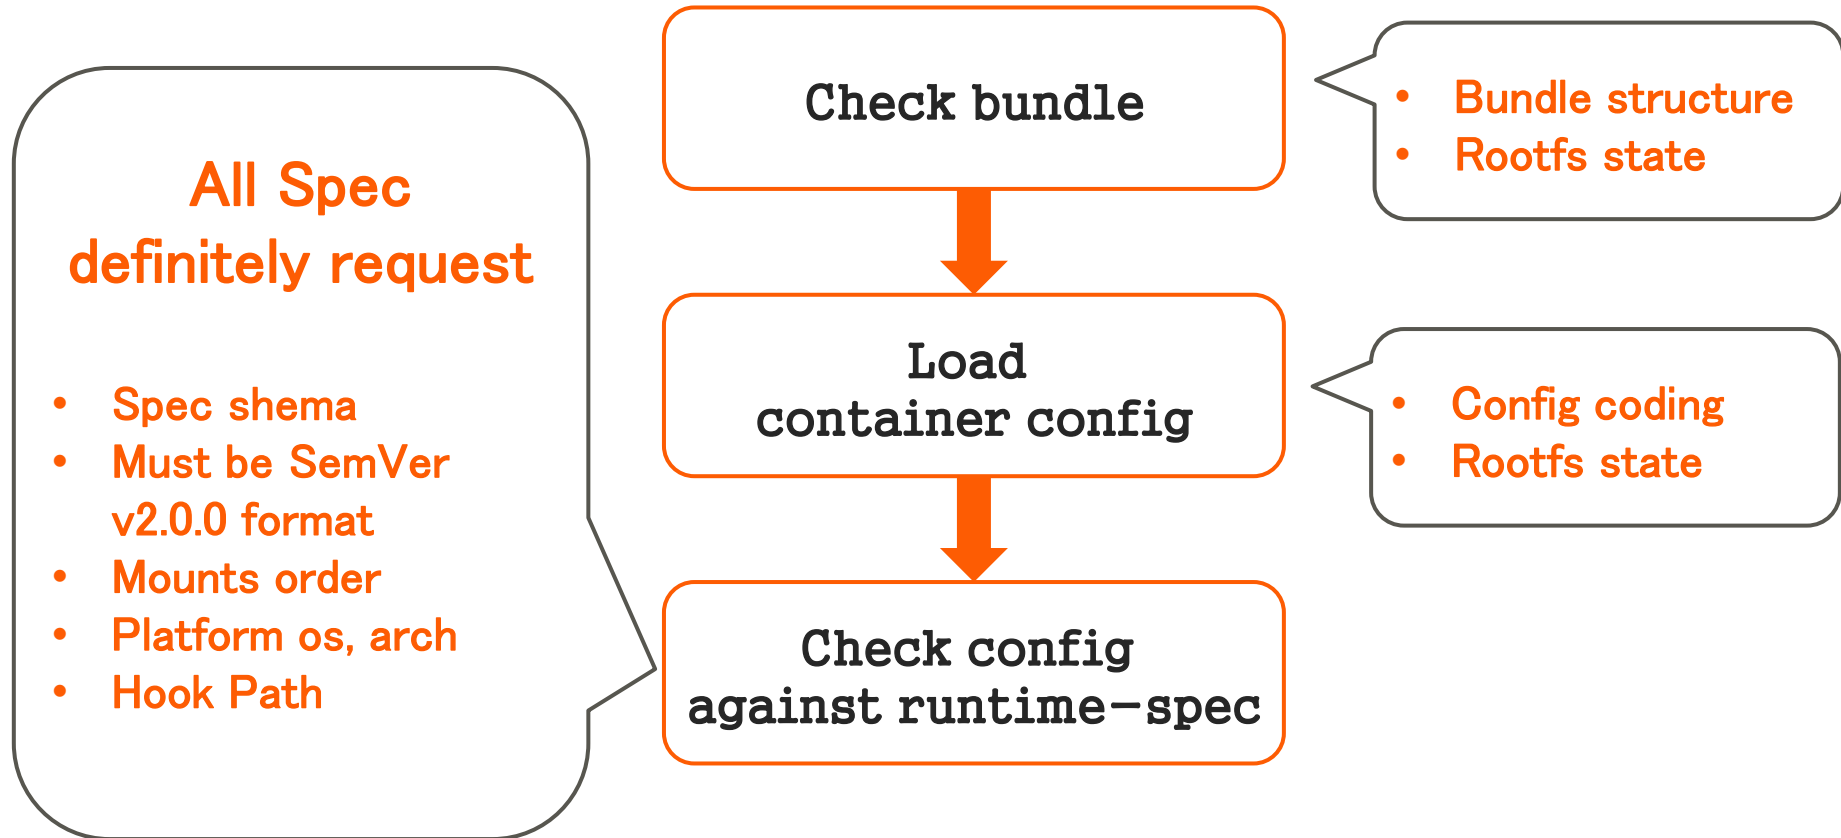 All Spec
definitely request
• Spec shema
• Must be SemVer
v2.0.0 format
• Mounts order
• Platform os, arch
• Hook Path
Check bundle
• Bundle structure
• Rootfs state
Load
container config
• Config coding
• Rootfs state
Check config
against runtime-spec